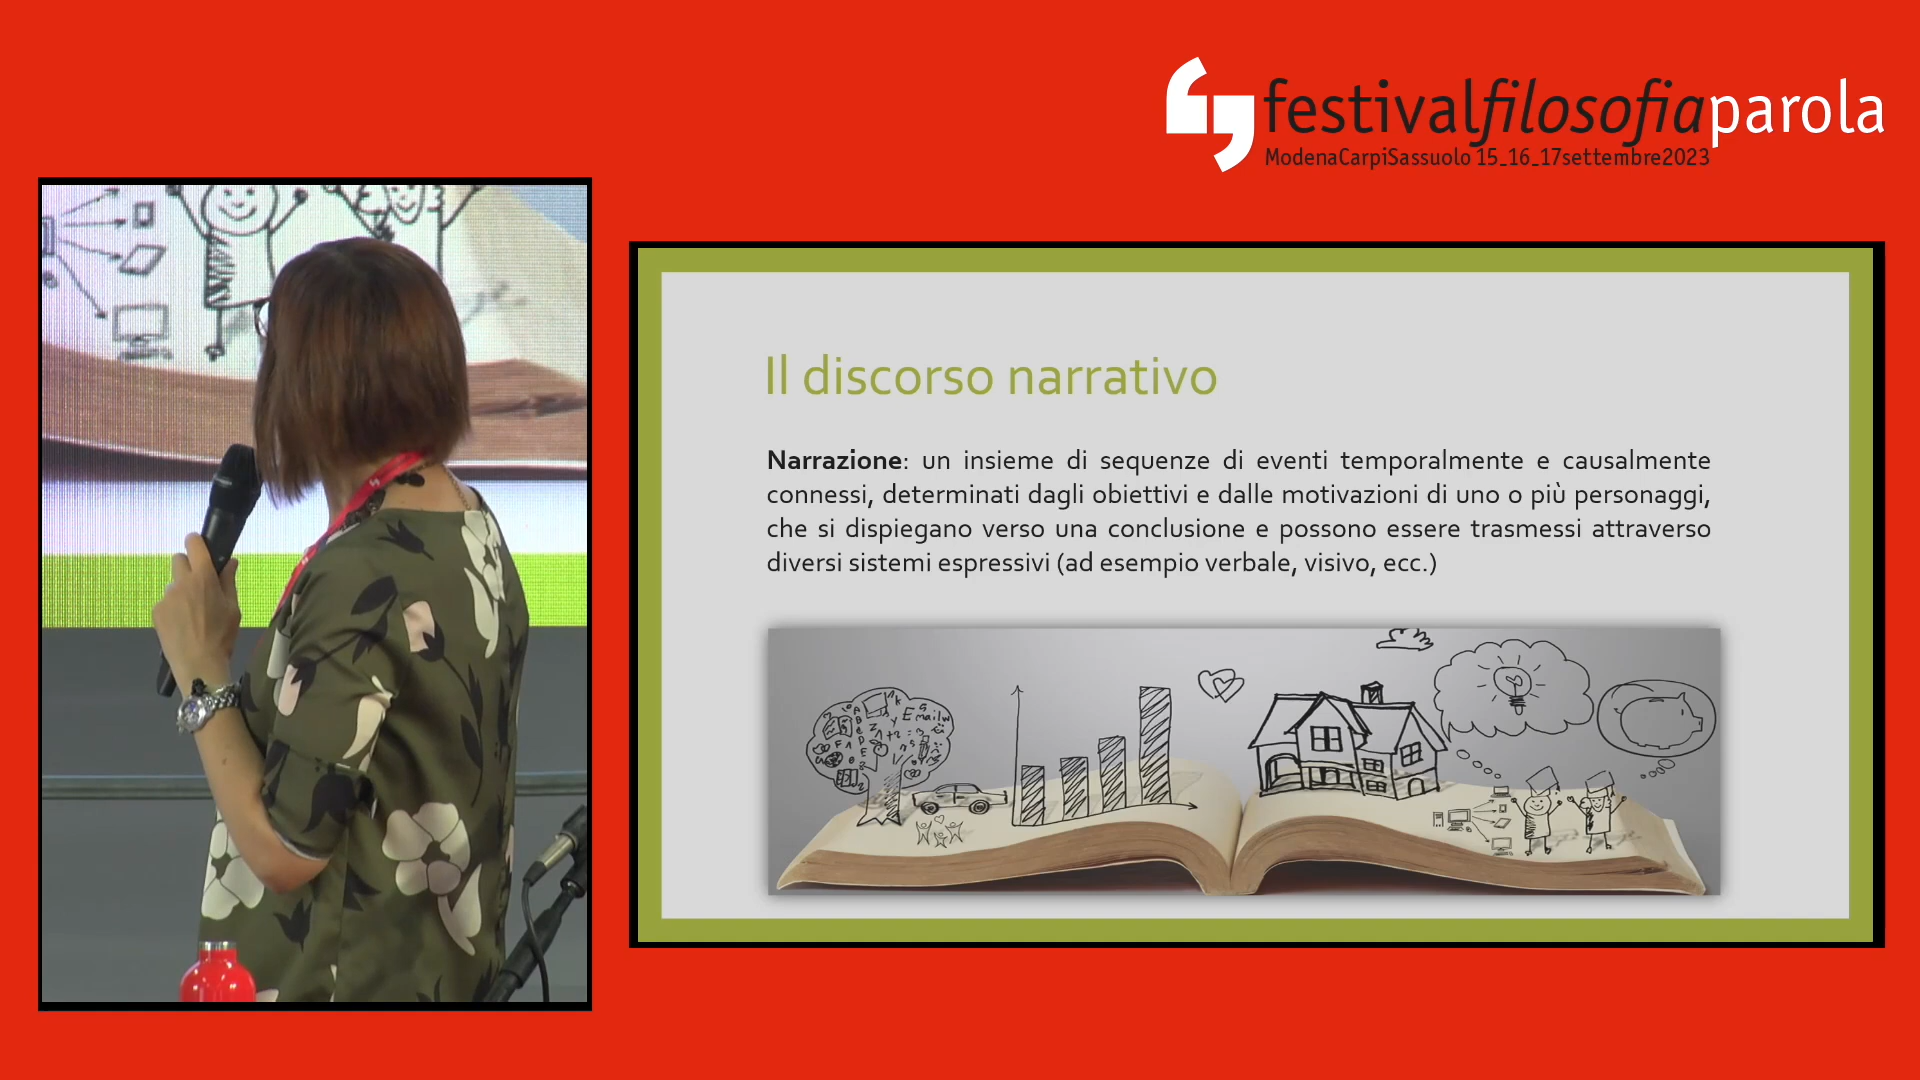 festivalfilosofiaparola
ModenaCarpiSassuolo 15_16_17settembre2023
Il discorso narrativo
Narrazione: un insieme di sequenze di eventi temporalmente e causalmente
connessi, determinati dagli obiettivi e dalle motivazioni di uno o più personaggi,
che si dispiegano verso una conclusione e possono essere trasmessi attraverso
diversi sistemi espressivi (ad esempio verbale, visivo, ecc.)